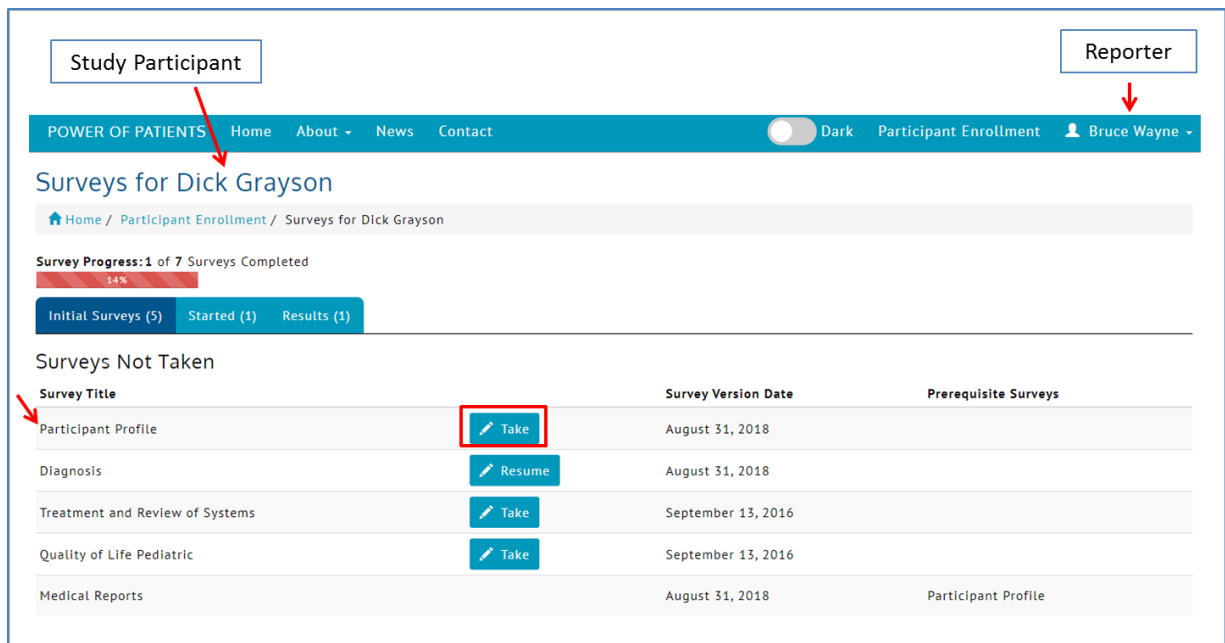 Study Participant
Reporter
POWER OF PATIENTS Home About News Contact Dark Participant Enrollment Bruce Wayne
Surveys for Dick Grayson
Home / Participant Enrollment / Surveys for Dick Grayson
Survey Progress:1 of 7 Surveys Completed
14%
Initial Surveys (5) Started (1) Results (1)
Surveys Not Taken
Survey Title Survey Version Date Prerequisite Surveys
Participant Profile Take August 31, 2018
Diagnosis Resume August 31, 2018
Treatment and Review of Systems Take September 13, 2016
Quality of Life Pediatric Take September 13, 2016
Medical Reports August 31, 2018 Participant Profile